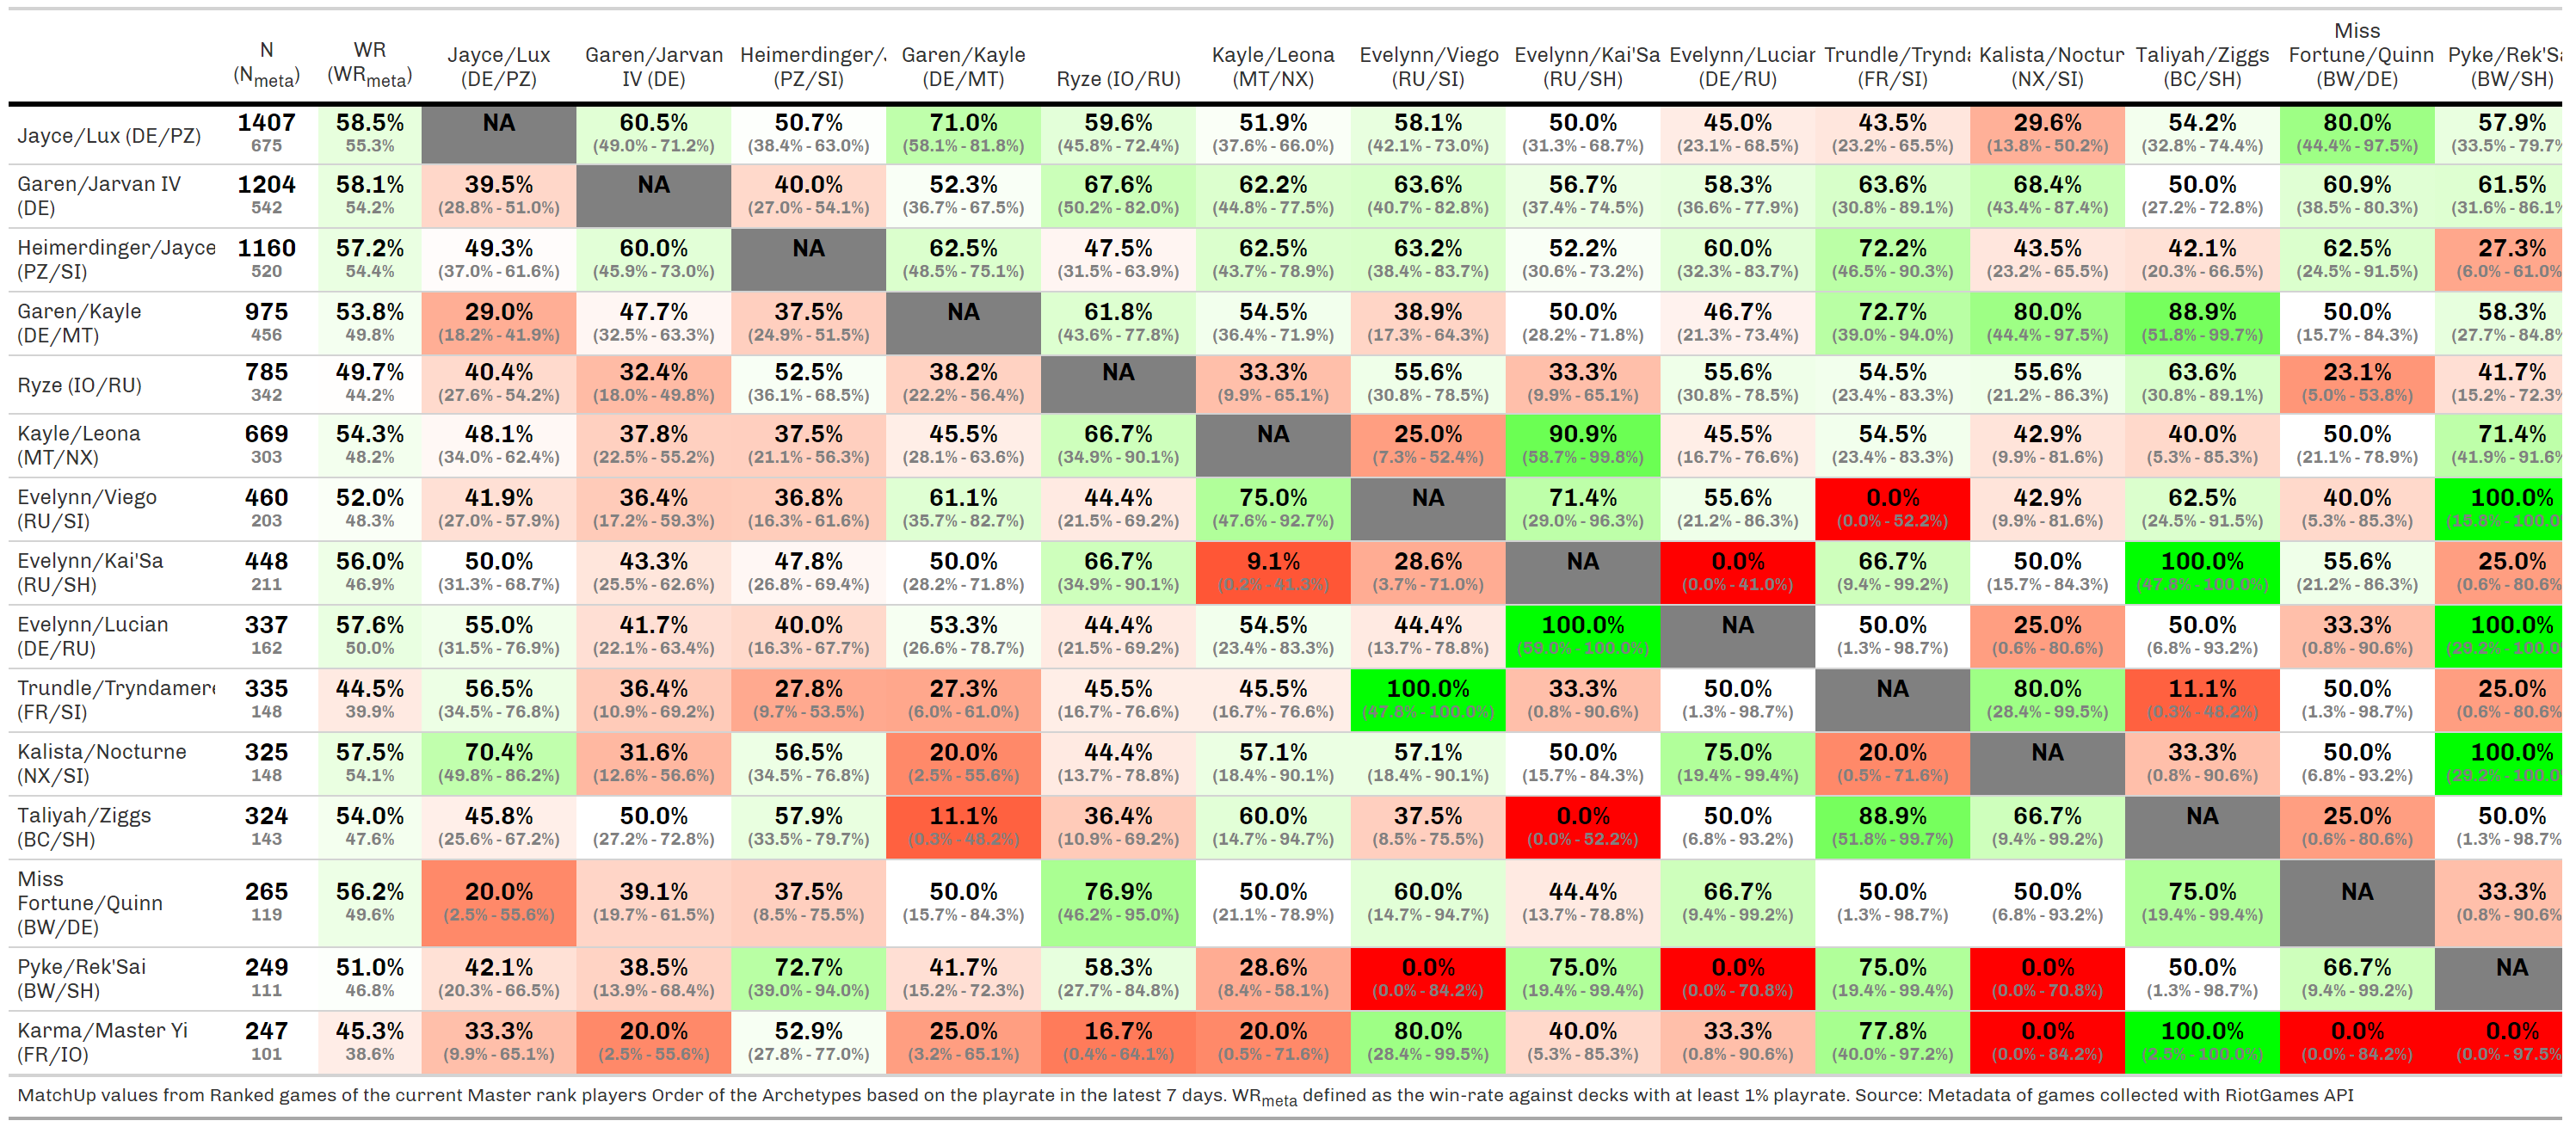 N (Nmeta) WR (WRmeta) Jayce/Lux (DE/PZ) Garen/Jarvan IV (DE) Heimerdinger/J (PZ/SI) Garen/Kayle (DE/MT) Ryze (IO/RU) Kayle/Leona (MT/NX) Evelynn/Viego (RU/SI) Evelynn/Kai'Sa (RU/SH) Evelynn/Lucian (DE/RU) Trundle/Trynda (FR/SI) Kalista/Noctur (NX/SI) Taliyah/Ziggs (BC/SH) Miss Fortune/Quinn (BW/DE) Pyke/Rek'Sa (BW/SH)
Jayce/Lux (DE/PZ) 1407 58.5% NA 60.5% 50.7% 71.0% 59.6% 51.9% 58.1% 50.0% 45.0% 43.5% 29.6% 54.2% 80.0% 57.9%
675 55.3% (49.0% - 71.2%) (38.4% - 63.0%) (58.1% - 81.8%) (45.8% - 72.4%) (37.6% - 66.0%) (42.1% - 73.0%) (31.3% - 68.7%) (23.1% - 68.5%) (23.2% - 65.5%) (13.8% - 50.2%) (32.8% - 74.4%) (44.4% - 97.5%) (33.5% - 79.7%
Garen/Jarvan IV 1204 58.1% 39.5% NA 40.0% 52.3% 67.6% 62.2% 63.6% 56.7% 58.3% 63.6% 68.4% 50.0% 60.9% 61.5%
(DE) 542 54.2% (28.8% - 51.0%) (27.0% - 54.1%) (36.7% - 67.5%) (50.2% - 82.0%) (44.8% - 77.5%) (40.7% - 82.8%) (37.4% - 74.5%) (36.6% - 77.9%) (30.8% - 89.1%) (43.4% - 87.4%) (27.2% - 72.8%) (38.5% - 80.3%) (31.6% - 86.1%
Heimerdinger/Jayce 1160 57.2% 49.3% 60.0% NA 62.5% 47.5% 62.5% 63.2% 52.2% 60.0% 72.2% 43.5% 42.1% 62.5% 27.3%
(PZ/SI) 520 54.4% (37.0% - 61.6%) (45.9% - 73.0%) (48.5% - 75.1%) (31.5% - 63.9%) (43.7% - 78.9%) (38.4% - 83.7%) (30.6% - 73.2%) (32.3% - 83.7%) (46.5% - 90.3%) (23.2% - 65.5%) (20.3% - 66.5%) (24.5% - 91.5%) (6.0% - 61.0%
Garen/Kayle 975 53.8% 29.0% 47.7% 37.5% NA 61.8% 54.5% 38.9% 50.0% 46.7% 72.7% 80.0% 88.9% 50.0% 58.3%
(DE/MT) 456 49.8% (18.2% - 41.9%) (32.5% - 63.3%) (24.9% - 51.5%) (43.6% - 77.8%) (36.4% - 71.9%) (17.3% - 64.3%) (28.2% - 71.8%) (21.3% - 73.4%) (39.0% - 94.0%) (44.4% - 97.5%) (51.8% - 99.7%) (15.7% - 84.3%) (27.7% - 84.8%
Ryze (IO/RU) 785 49.7% 40.4% 32.4% 52.5% 38.2% NA 33.3% 55.6% 33.3% 55.6% 54.5% 55.6% 63.6% 23.1% 41.7%
342 44.2% (27.6% - 54.2%) (18.0% - 49.8%) (36.1% - 68.5%) (22.2% - 56.4%) (9.9% - 65.1%) (30.8% - 78.5%) (9.9% - 65.1%) (30.8% - 78.5%) (23.4% - 83.3%) (21.2% - 86.3%) (30.8% - 89.1%) (5.0% - 53.8%) (15.2% - 72.3%
Kayle/Leona 669 54.3% 48.1% 37.8% 37.5% 45.5% 66.7% NA 25.0% 90.9% 45.5% 54.5% 42.9% 40.0% 50.0% 71.4%
(MT/NX) 303 48.2% (34.0% - 62.4%) (22.5% - 55.2%) (21.1% - 56.3%) (28.1% - 63.6%) (34.9% - 90.1%) (7.3% - 52.4%) (58.7% - 99.8%) (16.7% - 76.6%) (23.4% - 83.3%) (9.9% - 81.6%) (5.3% - 85.3%) (21.1% - 78.9%) (41.9% - 91.6%
Evelynn/Viego 460 52.0% 41.9% 36.4% 36.8% 61.1% 44.4% 75.0% NA 71.4% 55.6% 0.0% 42.9% 62.5% 40.0% 100.0%
(RU/SI) 203 48.3% (27.0% - 57.9%) (17.2% - 59.3%) (16.3% - 61.6%) (35.7% - 82.7%) (21.5% - 69.2%) (47.6% - 92.7%) (29.0% - 96.3%) (21.2% - 86.3%) (0.0% - 52.2%) (9.9% - 81.6%) (24.5% - 91.5%) (5.3% - 85.3%) (15.8% - 100.0
Evelynn/Kai'Sa 448 56.0% 50.0% 43.3% 47.8% 50.0% 66.7% 9.1% 28.6% NA 0.0% 66.7% 50.0% 100.0% 55.6% 25.0%
(RU/SH) 211 46.9% (31.3% - 68.7%) (25.5% - 62.6%) (26.8% - 69.4%) (28.2% - 71.8%) (34.9% - 90.1%) (0.2% - 41.3%) (3.7% - 71.0%) (0.0% - 41.0%) (9.4% - 99.2%) (15.7% - 84.3%) (47.8% - 100.0%) (21.2% - 86.3%) (0.6% - 80.6%
Evelynn/Lucian 337 57.6% 55.0% 41.7% 40.0% 53.3% 44.4% 54.5% 44.4% 100.0% NA 50.0% 25.0% 50.0% 33.3% 100.0%
(DE/RU) 162 50.0% (31.5% - 76.9%) (22.1% - 63.4%) (16.3% - 67.7%) (26.6% - 78.7%) (21.5% - 69.2%) (23.4% - 83.3%) (13.7% - 78.8%) (59.0% - 100.0%) (1.3% - 98.7%) (0.6% - 80.6%) (6.8% - 93.2%) (0.8% - 90.6%) (29.2% - 100.0
Trundle/Tryndamere 335 44.5% 56.5% 36.4% 27.8% 27.3% 45.5% 45.5% 100.0% 33.3% 50.0% NA 80.0% 11.1% 50.0% 25.0%
(FR/SI) 148 39.9% (34.5% - 76.8%) (10.9% - 69.2%) (9.7% - 53.5%) (6.0% - 61.0%) (16.7% - 76.6%) (16.7% - 76.6%) (47.8% - 100.0%) (0.8% - 90.6%) (1.3% - 98.7%) (28.4% - 99.5%) (0.3% - 48.2%) (1.3% - 98.7%) (0.6% - 80.6%
Kalista/Nocturne 325 57.5% 70.4% 31.6% 56.5% 20.0% 44.4% 57.1% 57.1% 50.0% 75.0% 20.0% NA 33.3% 50.0% 100.0%
(NX/SI) 148 54.1% (49.8% - 86.2%) (12.6% - 56.6%) (34.5% - 76.8%) (2.5% - 55.6%) (13.7% - 78.8%) (18.4% - 90.1%) (18.4% - 90.1%) (15.7% - 84.3%) (19.4% - 99.4%) (0.5% - 71.6%) (0.8% - 90.6%) (6.8% - 93.2%) (29.2% - 100.0
Taliyah/Ziggs 324 54.0% 45.8% 50.0% 57.9% 11.1% 36.4% 60.0% 37.5% 0.0% 50.0% 88.9% 66.7% NA 25.0% 50.0%
(BC/SH) 143 47.6% (25.6% - 67.2%) (27.2% - 72.8%) (33.5% - 79.7%) (0.3% - 48.2%) (10.9% - 69.2%) (14.7% - 94.7%) (8.5% - 75.5%) (0.0% - 52.2%) (6.8% - 93.2%) (51.8% - 99.7%) (9.4% - 99.2%) (0.6% - 80.6%) (1.3% - 98.7%
Miss
Fortune/Quinn 265 56.2% 20.0% 39.1% 37.5% 50.0% 76.9% 50.0% 60.0% 44.4% 66.7% 50.0% 50.0% 75.0% NA 33.3%
(BW/DE) 119 49.6% (2.5% - 55.6%) (19.7% - 61.5%) (8.5% - 75.5%) (15.7% - 84.3%) (46.2% - 95.0%) (21.1% - 78.9%) (14.7% - 94.7%) (13.7% - 78.8%) (9.4% - 99.2%) (1.3% - 98.7%) (6.8% - 93.2%) (19.4% - 99.4%) (0.8% - 90.6%
Pyke/Rek'Sai 249 51.0% 42.1% 38.5% 72.7% 41.7% 58.3% 28.6% 0.0% 75.0% 0.0% 75.0% 0.0% 50.0% 66.7% NA
(BW/SH) 111 46.8% (20.3% - 66.5%) (13.9% - 68.4%) (39.0% - 94.0%) (15.2% - 72.3%) (27.7% - 84.8%) (8.4% - 58.1%) (0.0% - 84.2%) (19.4% - 99.4%) (0.0% - 70.8%) (19.4% - 99.4%) (0.0% - 70.8%) (1.3% - 98.7%) (9.4% - 99.2%)
Karma/Master Yi 247 45.3% 33.3% 20.0% 52.9% 25.0% 16.7% 20.0% 80.0% 40.0% 33.3% 77.8% 0.0% 100.0% 0.0% 0.0%
(FR/IO) 101 38.6% (9.9% - 65.1%) (2.5% - 55.6%) (27.8% - 77.0%) (3.2% - 65.1%) (0.4% - 64.1%) (0.5% - 71.6%) (28.4% - 99.5%) (5.3% - 85.3%) (0.8% - 90.6%) (40.0% - 97.2%) (0.0% - 84.2%) (2.5% - 100.0%) (0.0% - 84.2%) (0.0% - 97.5%
MatchUp values from Ranked games of the current Master rank players Order of the Archetypes based on the playrate in the latest 7 days. WRmeta defined as the win-rate against decks with at least 1% playrate. Source: Metadata of games collected with RiotGames API